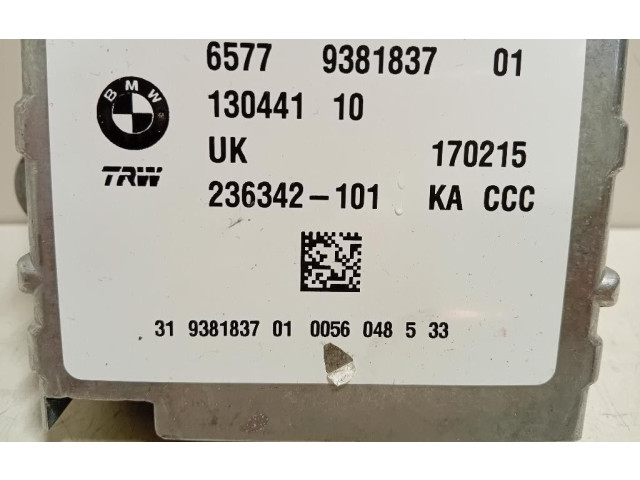 6577 9381837 01
BMW 130441 10
UK 170215
TRW 236342-101 KA CCC
31 9381837 01 0056 048 5 33